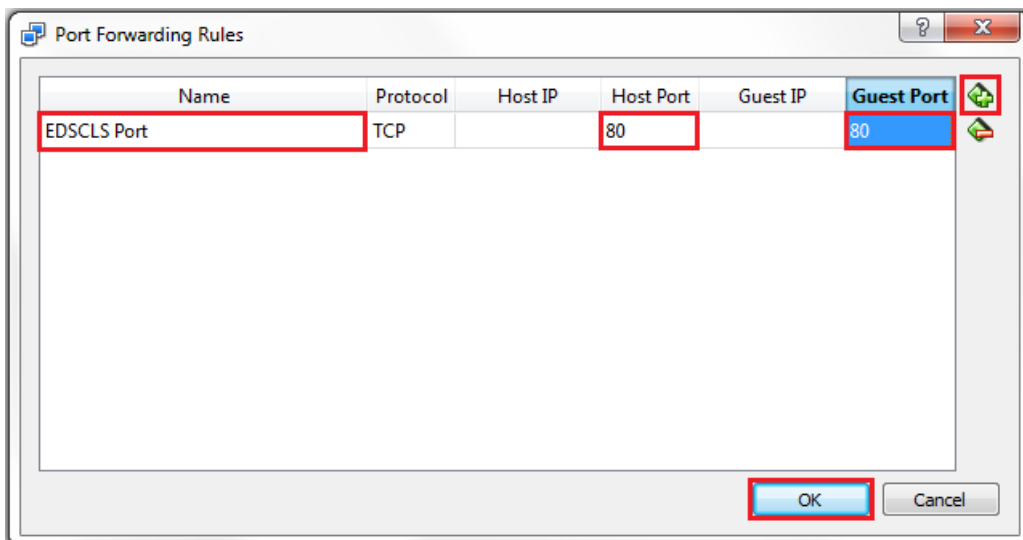 Port Forwarding Rules
Name Protocol Host IP Host Port Guest IP Guest Port
EDSCLS Port TCP 80 80
OK Cancel